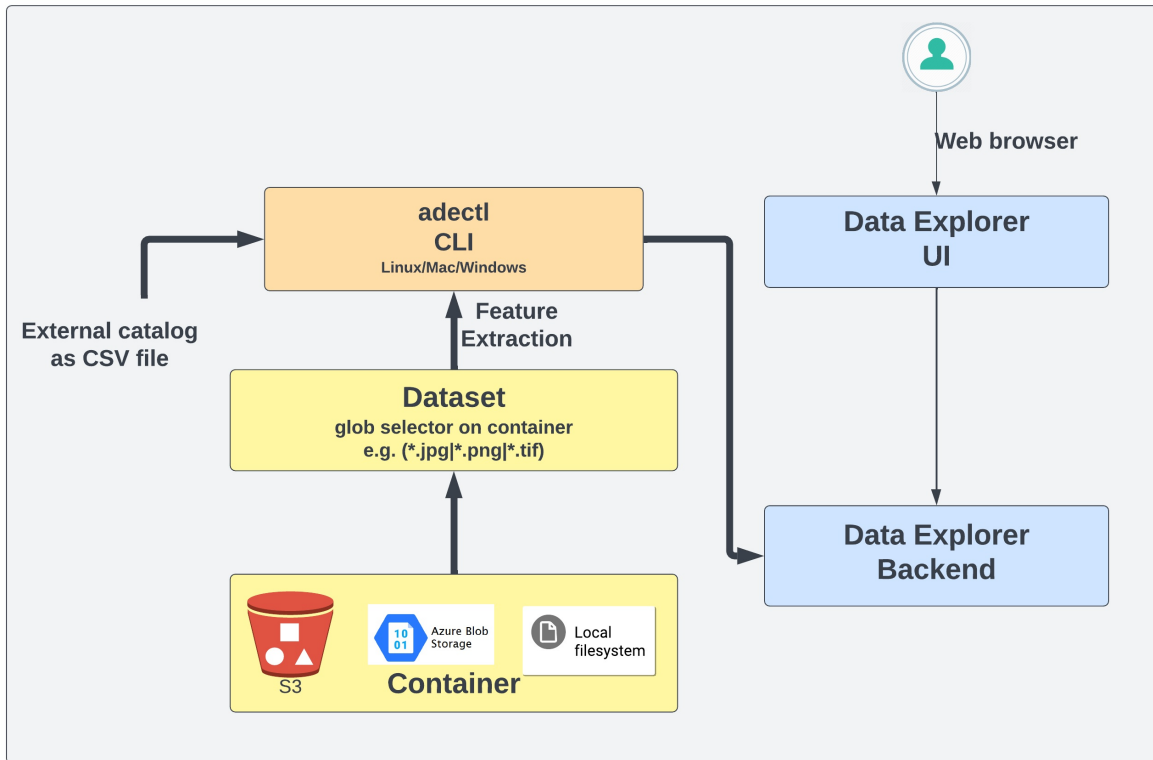 Web browser
adectl
CLI
Linux/Mac/Windows
Data Explorer
UI
External catalog
as CSV file
Feature
Extraction
Dataset
glob selector on container
e.g. (*.jpg|*.png|*.tif)
Data Explorer
Backend
S3
10
01
Azure Blob
Storage
Local
filesystem
Container